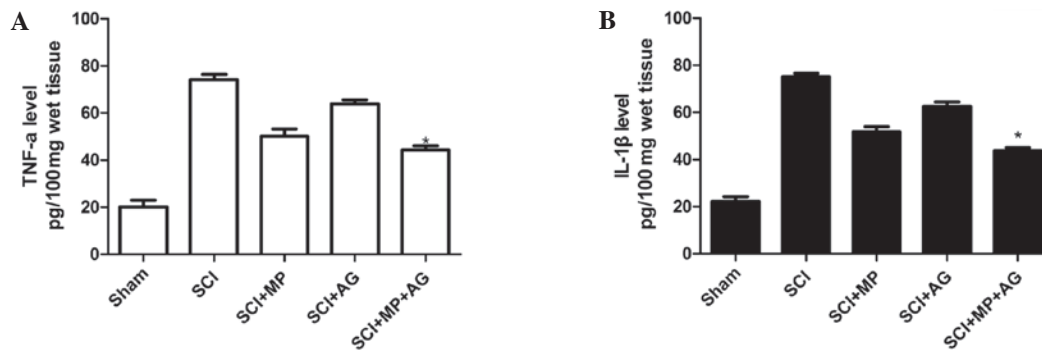 A
TNF-a level
pg/100mg wet tissue
100
80
60
40
20
0
*
Sham
SCI
SCI+MP
SCI+AG
SCI+MP+AG
B
IL-1β level
pg/100 mg wet tissue
100
80
60
40
20
0
*
Sham
SCI
SCI+MP
SCI+AG
SCI+MP+AG